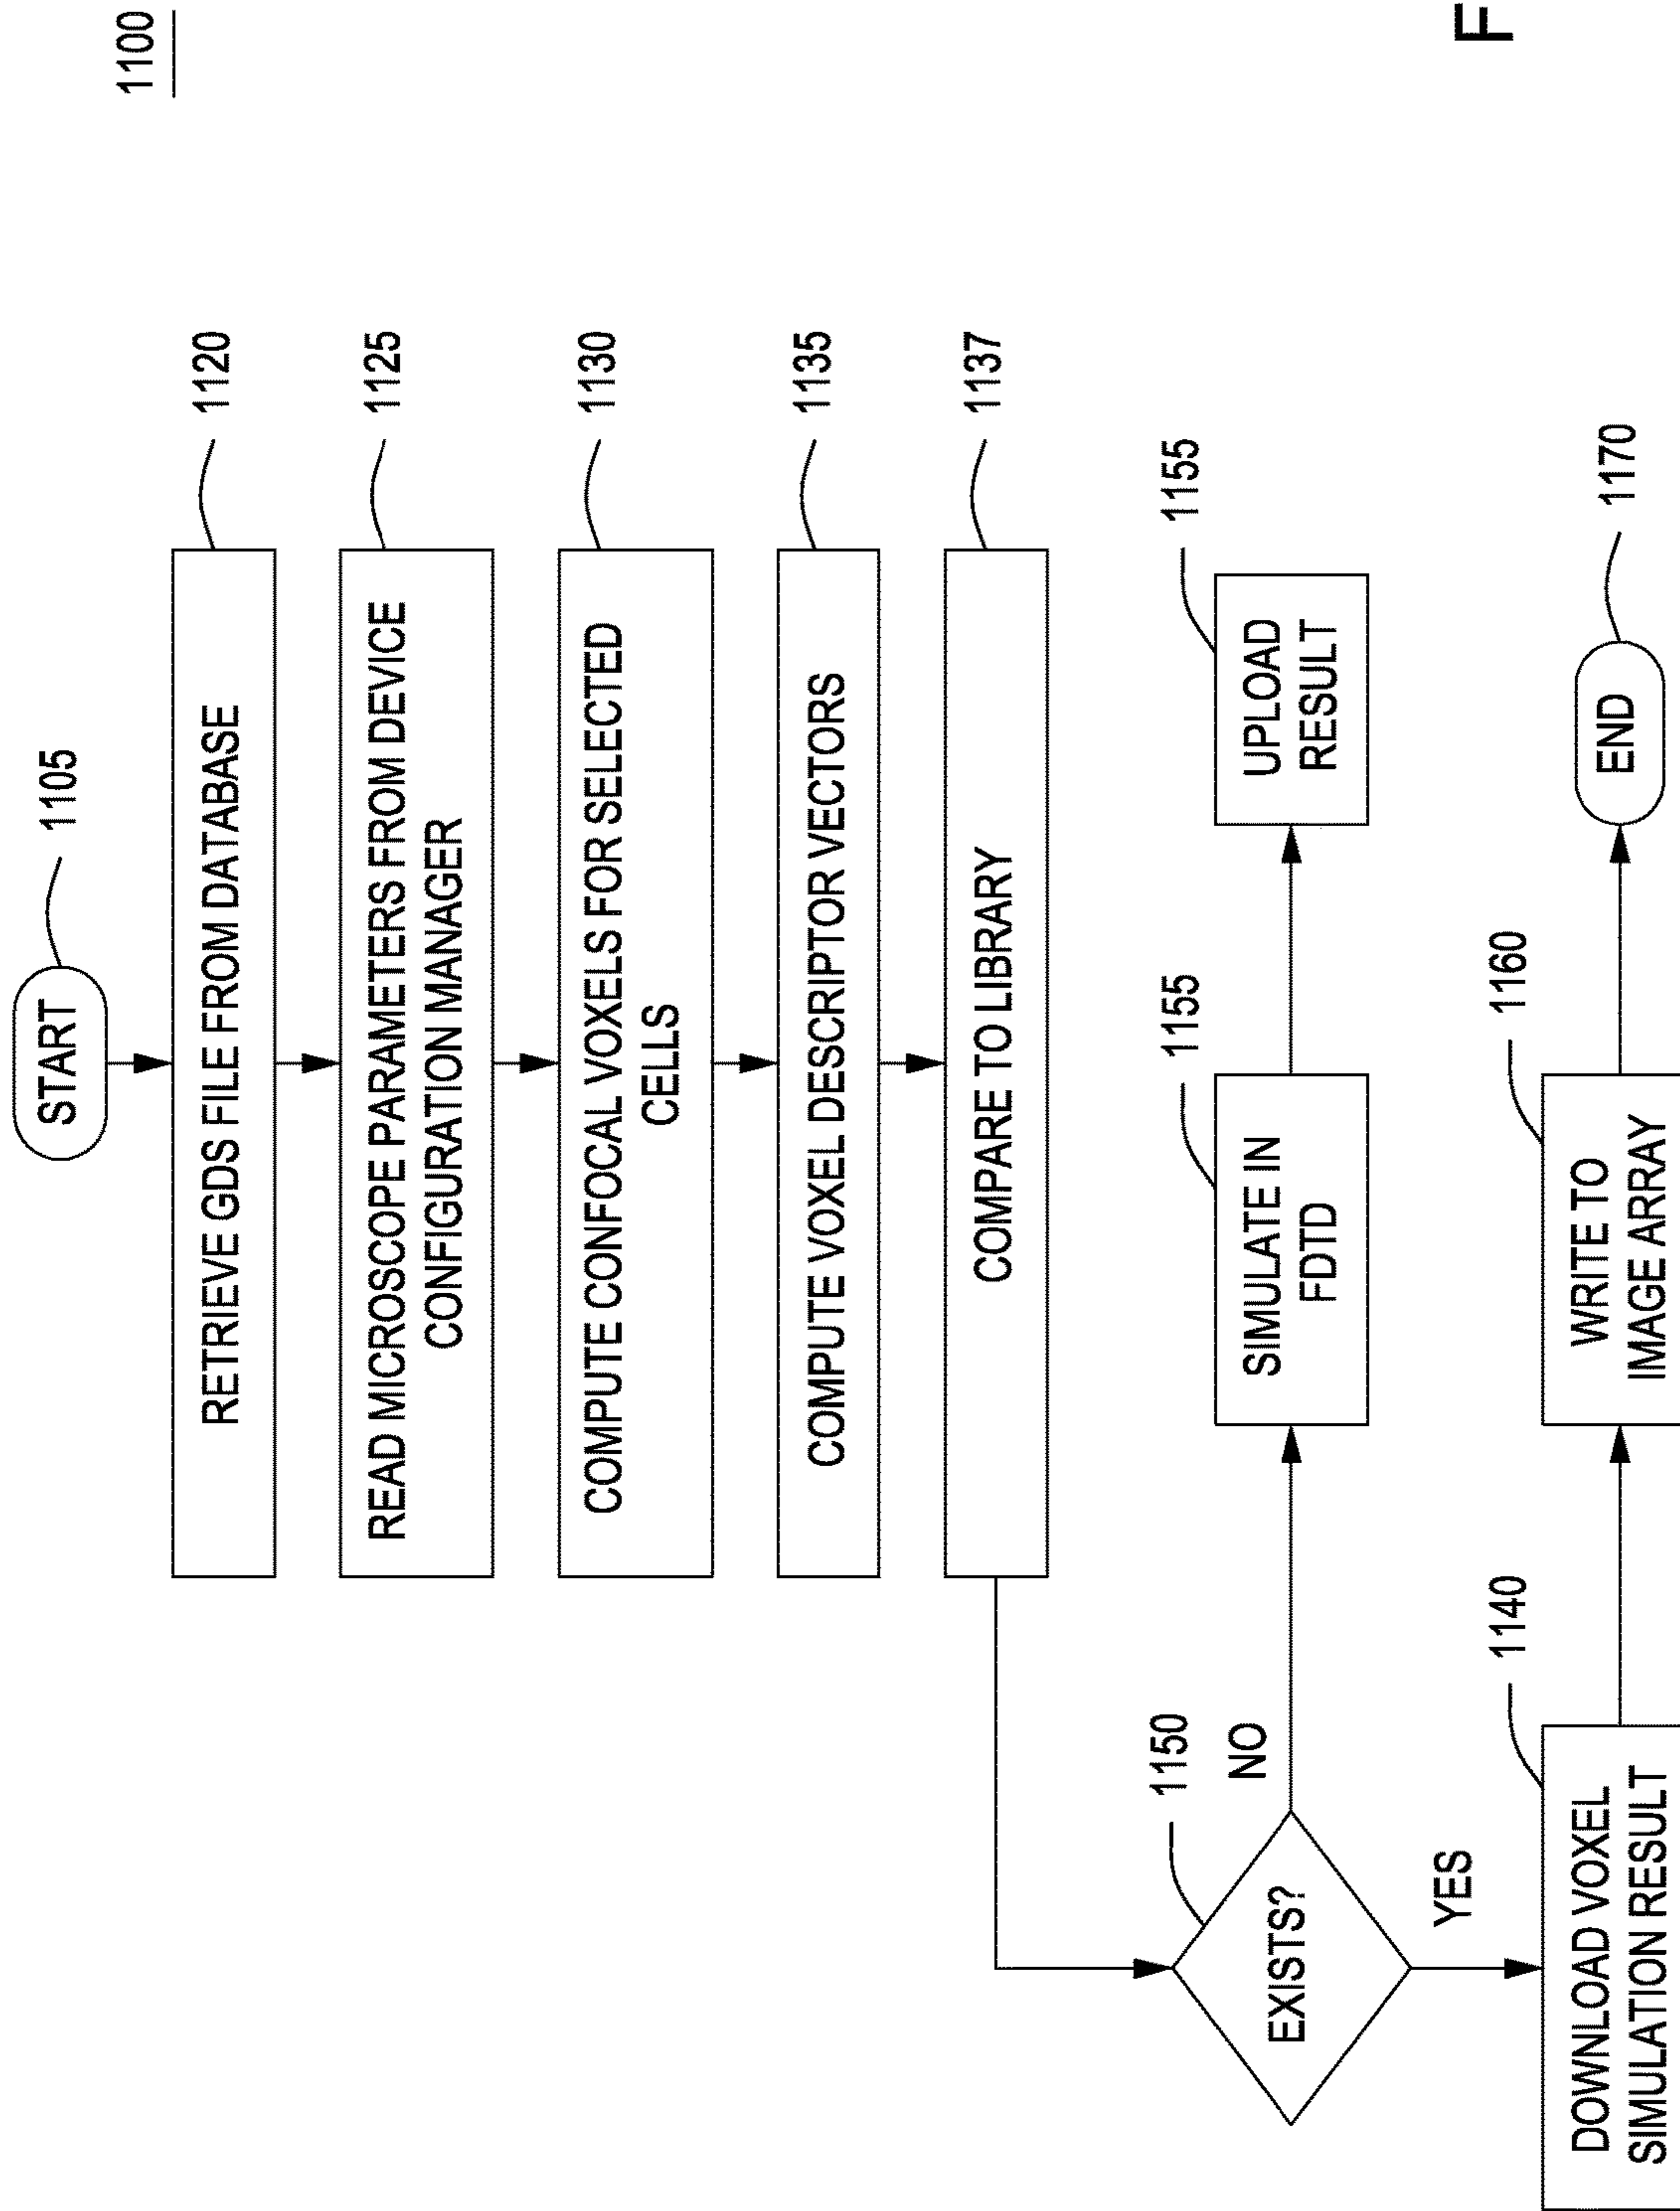 1100
START
1105
RETRIEVE GDS FILE FROM DATABASE
1120
READ MICROSCOPE PARAMETERS FROM DEVICE
CONFIGURATION MANAGER
1125
COMPUTE CONFOCAL VOXELS FOR SELECTED
CELLS
1130
COMPUTE VOXEL DESCRIPTOR VECTORS
1135
COMPARE TO LIBRARY
1137
EXISTS?
1150
NO
SIMULATE IN
FDTD
1155
UPLOAD
RESULT
1155
YES
DOWNLOAD VOXEL
SIMULATION RESULT
1140
WRITE TO
IMAGE ARRAY
1160
END
1170
F